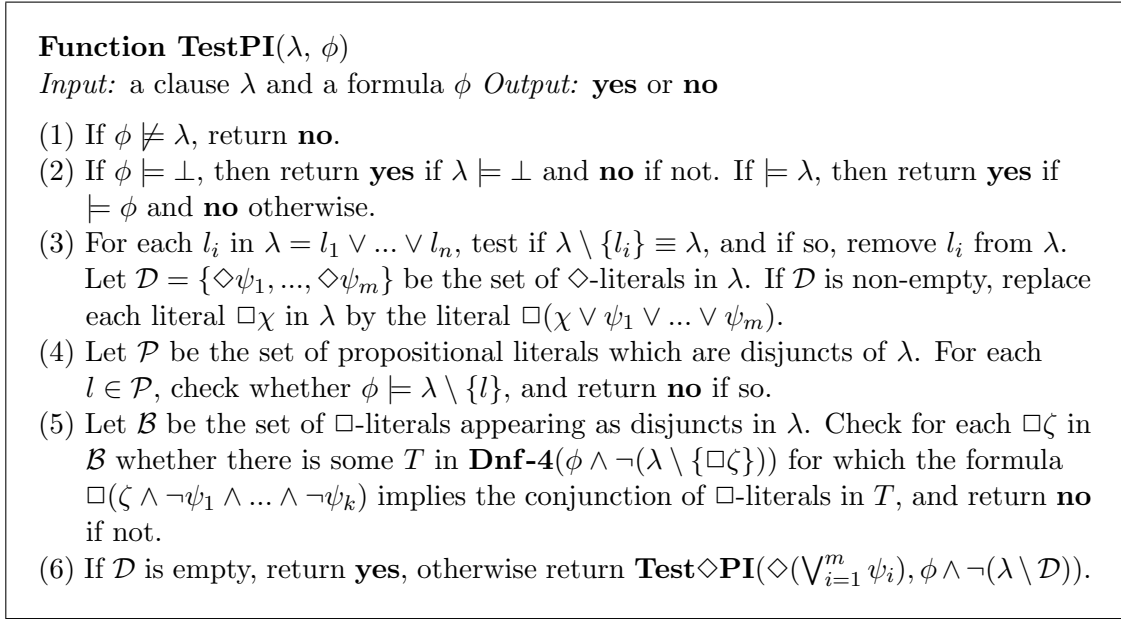 Function TestPI(λ, ϕ)
Input: a clause λ and a formula ϕ Output: yes or no
(1) If ϕ ⊭ λ, return no.
(2) If ϕ ⊨ ⊥, then return yes if λ ⊨ ⊥ and no if not. If ⊨ λ, then return yes if
⊨ ϕ and no otherwise.
(3) For each l_i in λ = l_1 ∨ ... ∨ l_n, test if λ \ {l_i} ≡ λ, and if so, remove l_i from λ.
Let 𝒟 = {◇ψ_1, ..., ◇ψ_m} be the set of ◇-literals in λ. If 𝒟 is non-empty, replace
each literal □χ in λ by the literal □(χ ∨ ψ_1 ∨ ... ∨ ψ_m).
(4) Let 𝒫 be the set of propositional literals which are disjuncts of λ. For each
l ∈ 𝒫, check whether ϕ ⊨ λ \ {l}, and return no if so.
(5) Let ℬ be the set of □-literals appearing as disjuncts in λ. Check for each □ζ in
ℬ whether there is some T in Dnf-4(ϕ ∧ ¬(λ \ {□ζ})) for which the formula
□(ζ ∧ ¬ψ_1 ∧ ... ∧ ¬ψ_k) implies the conjunction of □-literals in T, and return no
if not.
(6) If 𝒟 is empty, return yes, otherwise return Test◇PI(◇(⋁_{i=1}^m ψ_i), ϕ ∧ ¬(λ \ 𝒟)).